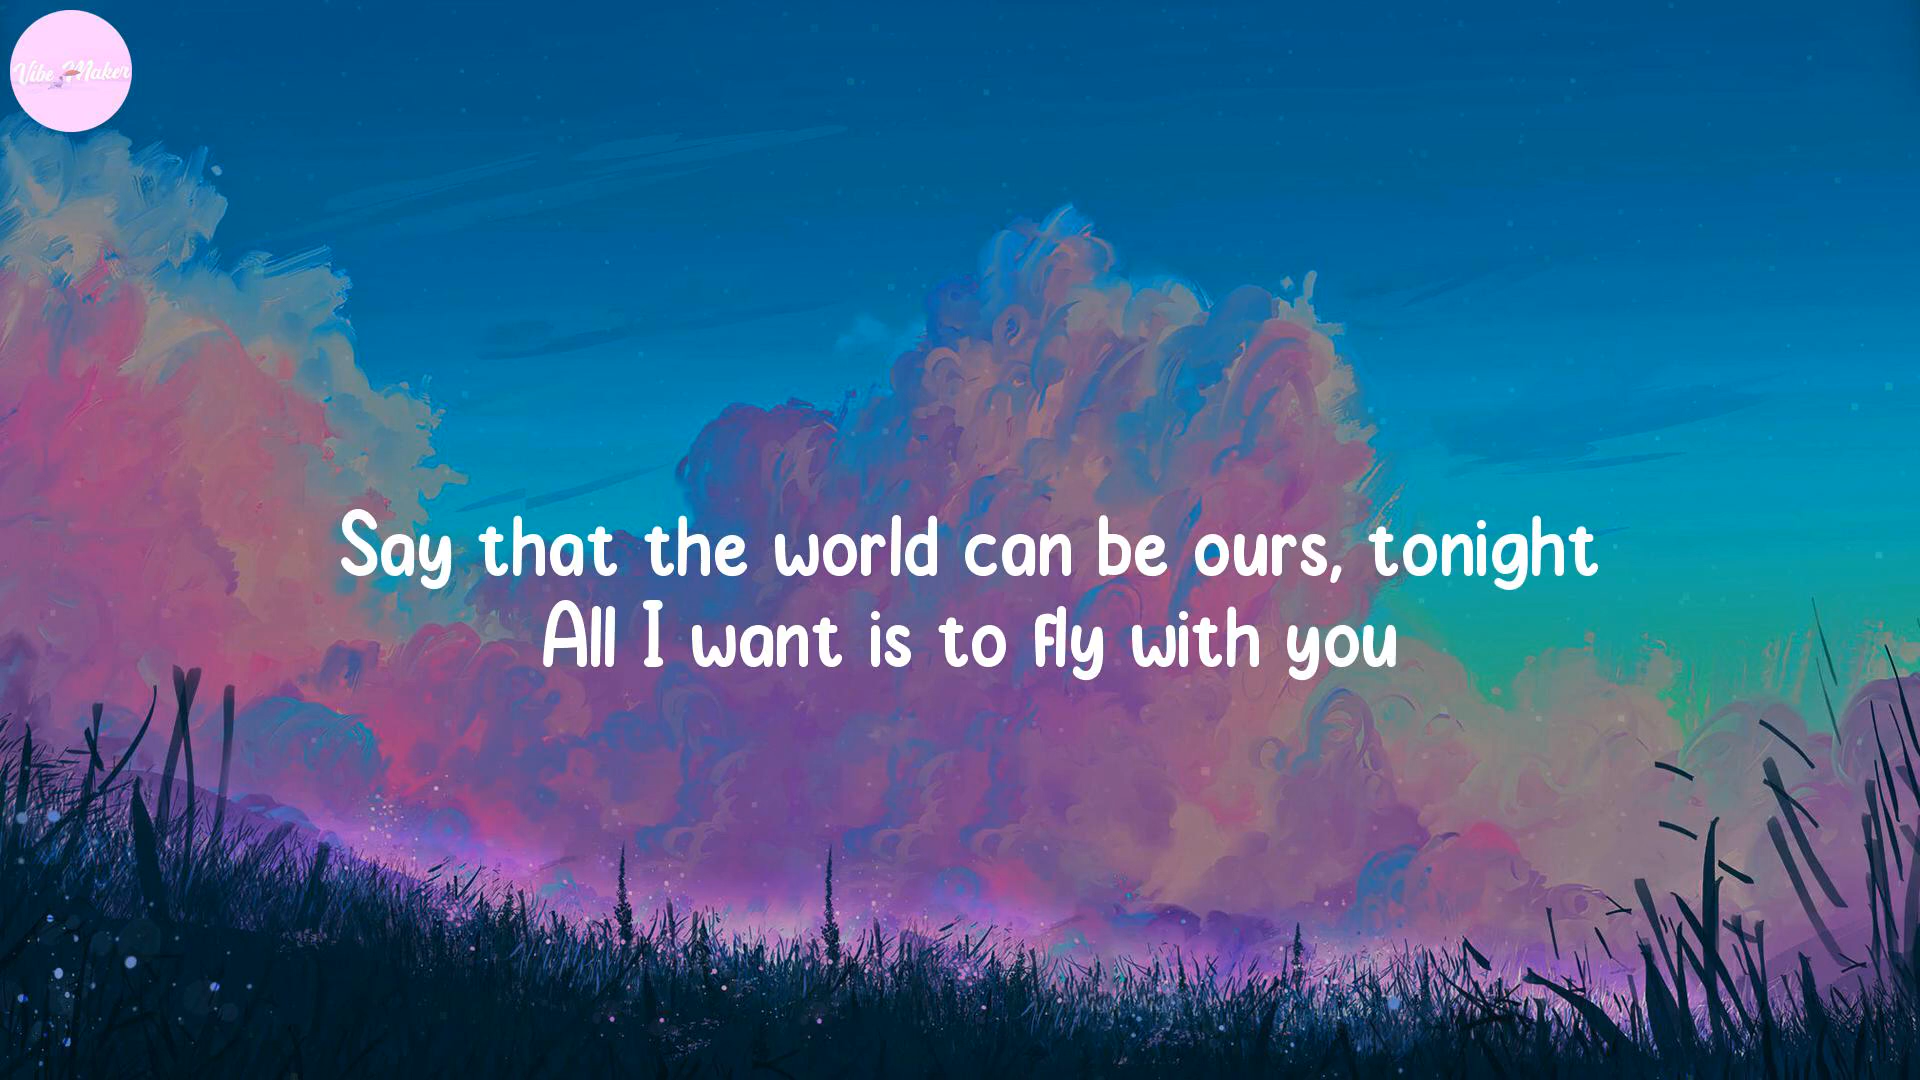 Vibe Maker
Say that the world can be ours, tonight
All I want is to fly with you